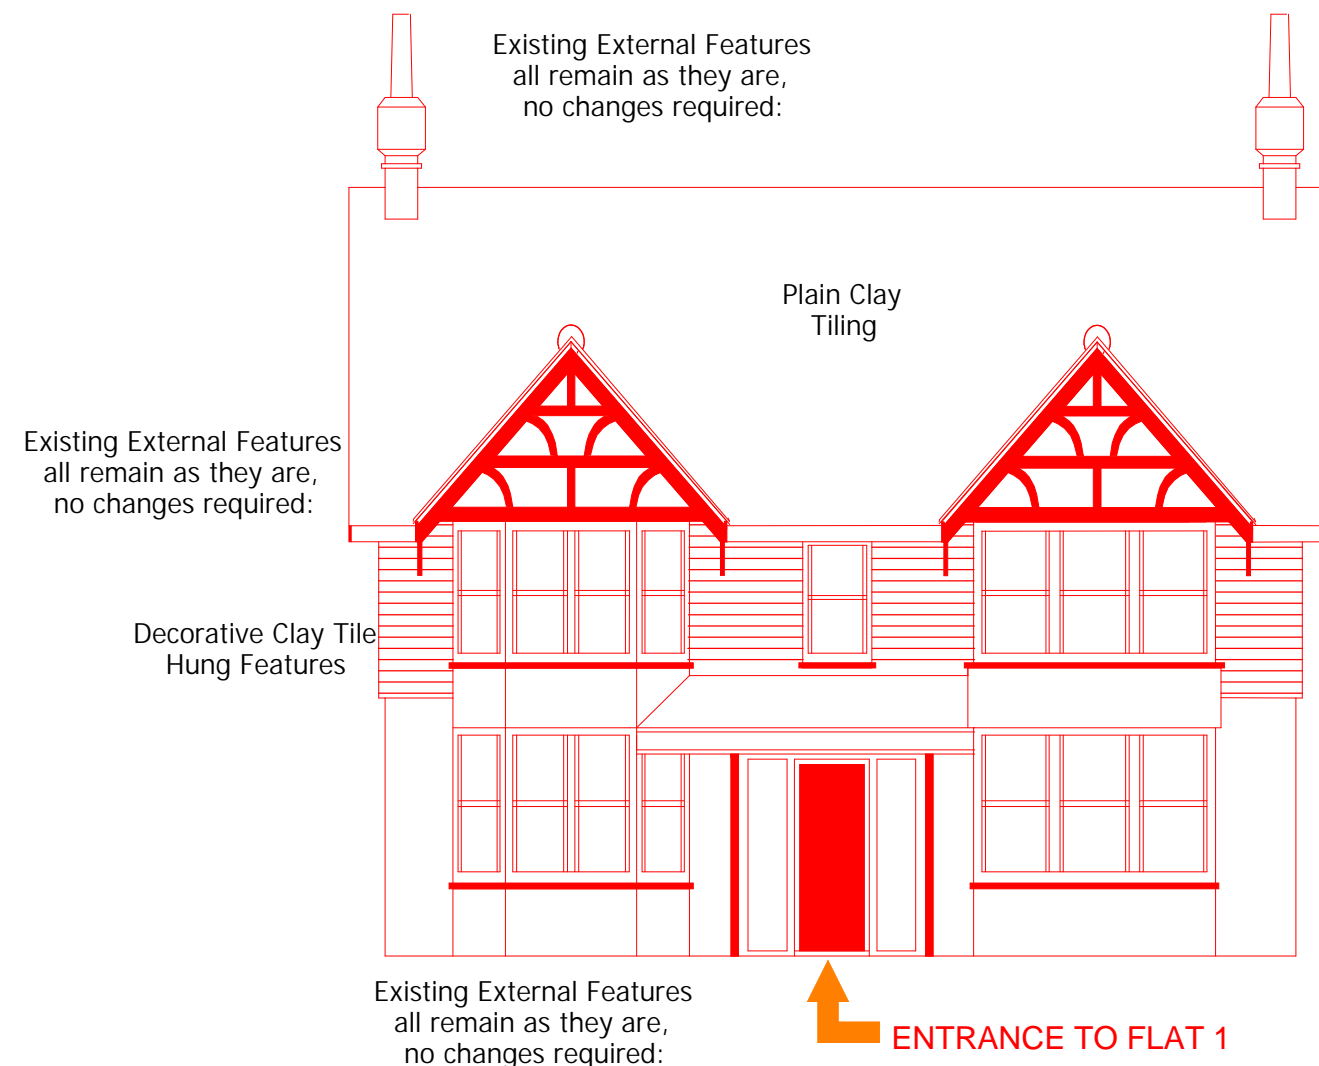 Existing External Features
all remain as they are,
no changes required:
Plain Clay
Tiling
Existing External Features
all remain as they are,
no changes required:
Decorative Clay Tile
Hung Features
Existing External Features
all remain as they are,
no changes required:
ENTRANCE TO FLAT 1